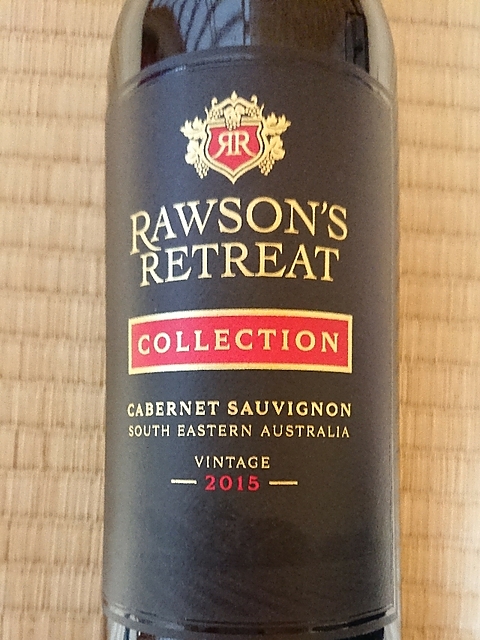 RR
RAWSON'S
RETREAT
COLLECTION
CABERNET SAUVIGNON
SOUTH EASTERN AUSTRALIA
VINTAGE
2015